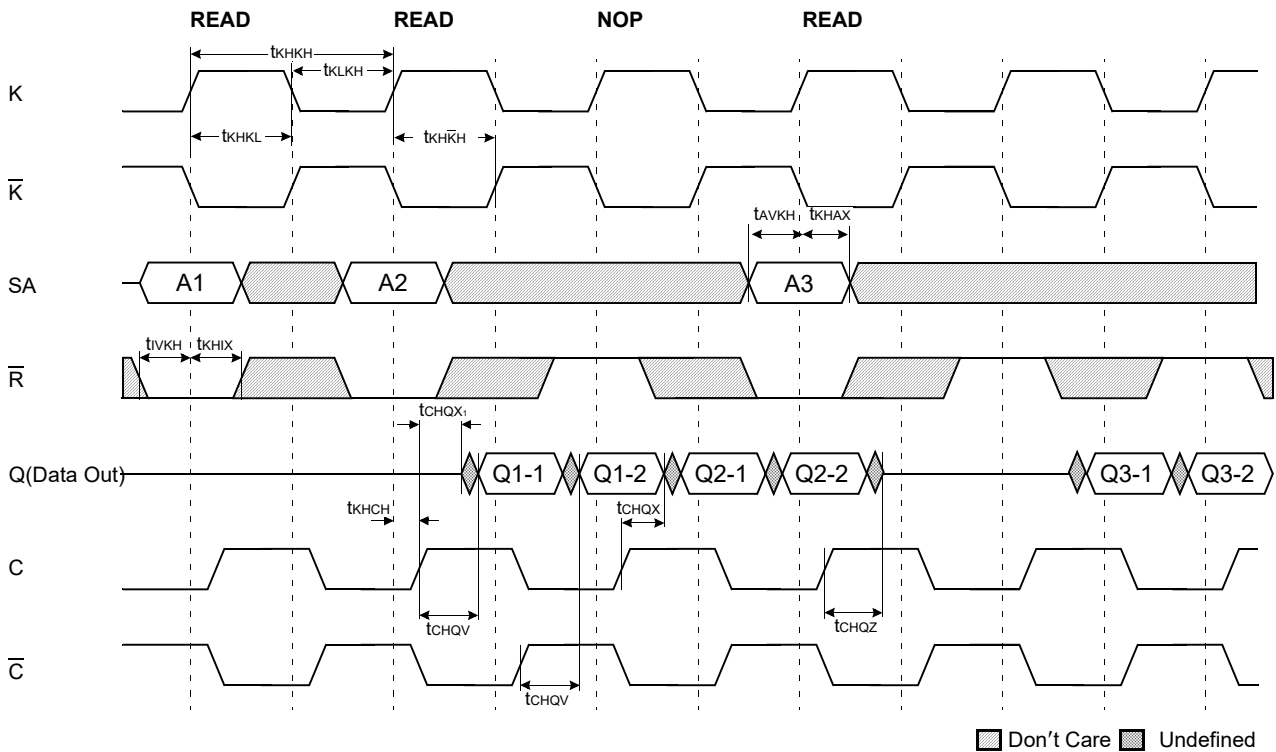 READ READ NOP READ
tKHKH
tKLKH
K
tKHKL tKHK̅H
K̅
tAVKH tKHAX
SA A1 A2 A3
tIVKH tKHIX
R̅
tCHQX1
Q(Data Out) Q1-1 Q1-2 Q2-1 Q2-2 Q3-1 Q3-2
tKHCH tCHQX
C
tCHQV tCHQZ
C̅
tCHQV
Don't Care Undefined